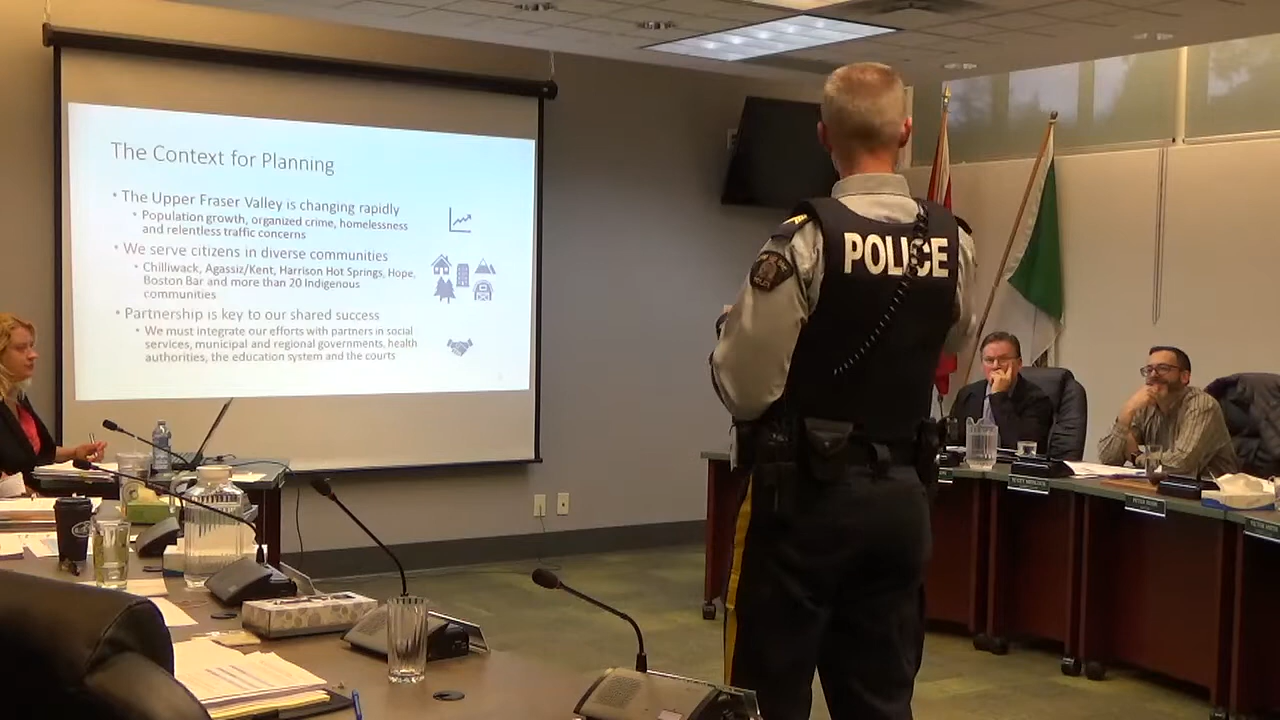 The Context for Planning
• The Upper Fraser Valley is changing rapidly
• Population growth, organized crime, homelessness
and relentless traffic concerns
• We serve citizens in diverse communities
• Chilliwack, Agassiz/Kent, Harrison Hot Springs, Hope,
Boston Bar and more than 20 Indigenous
communities
• Partnership is key to our shared success
• We must integrate our efforts with partners in social
services, municipal and regional governments, health
authorities, the education system and the courts
POLICE